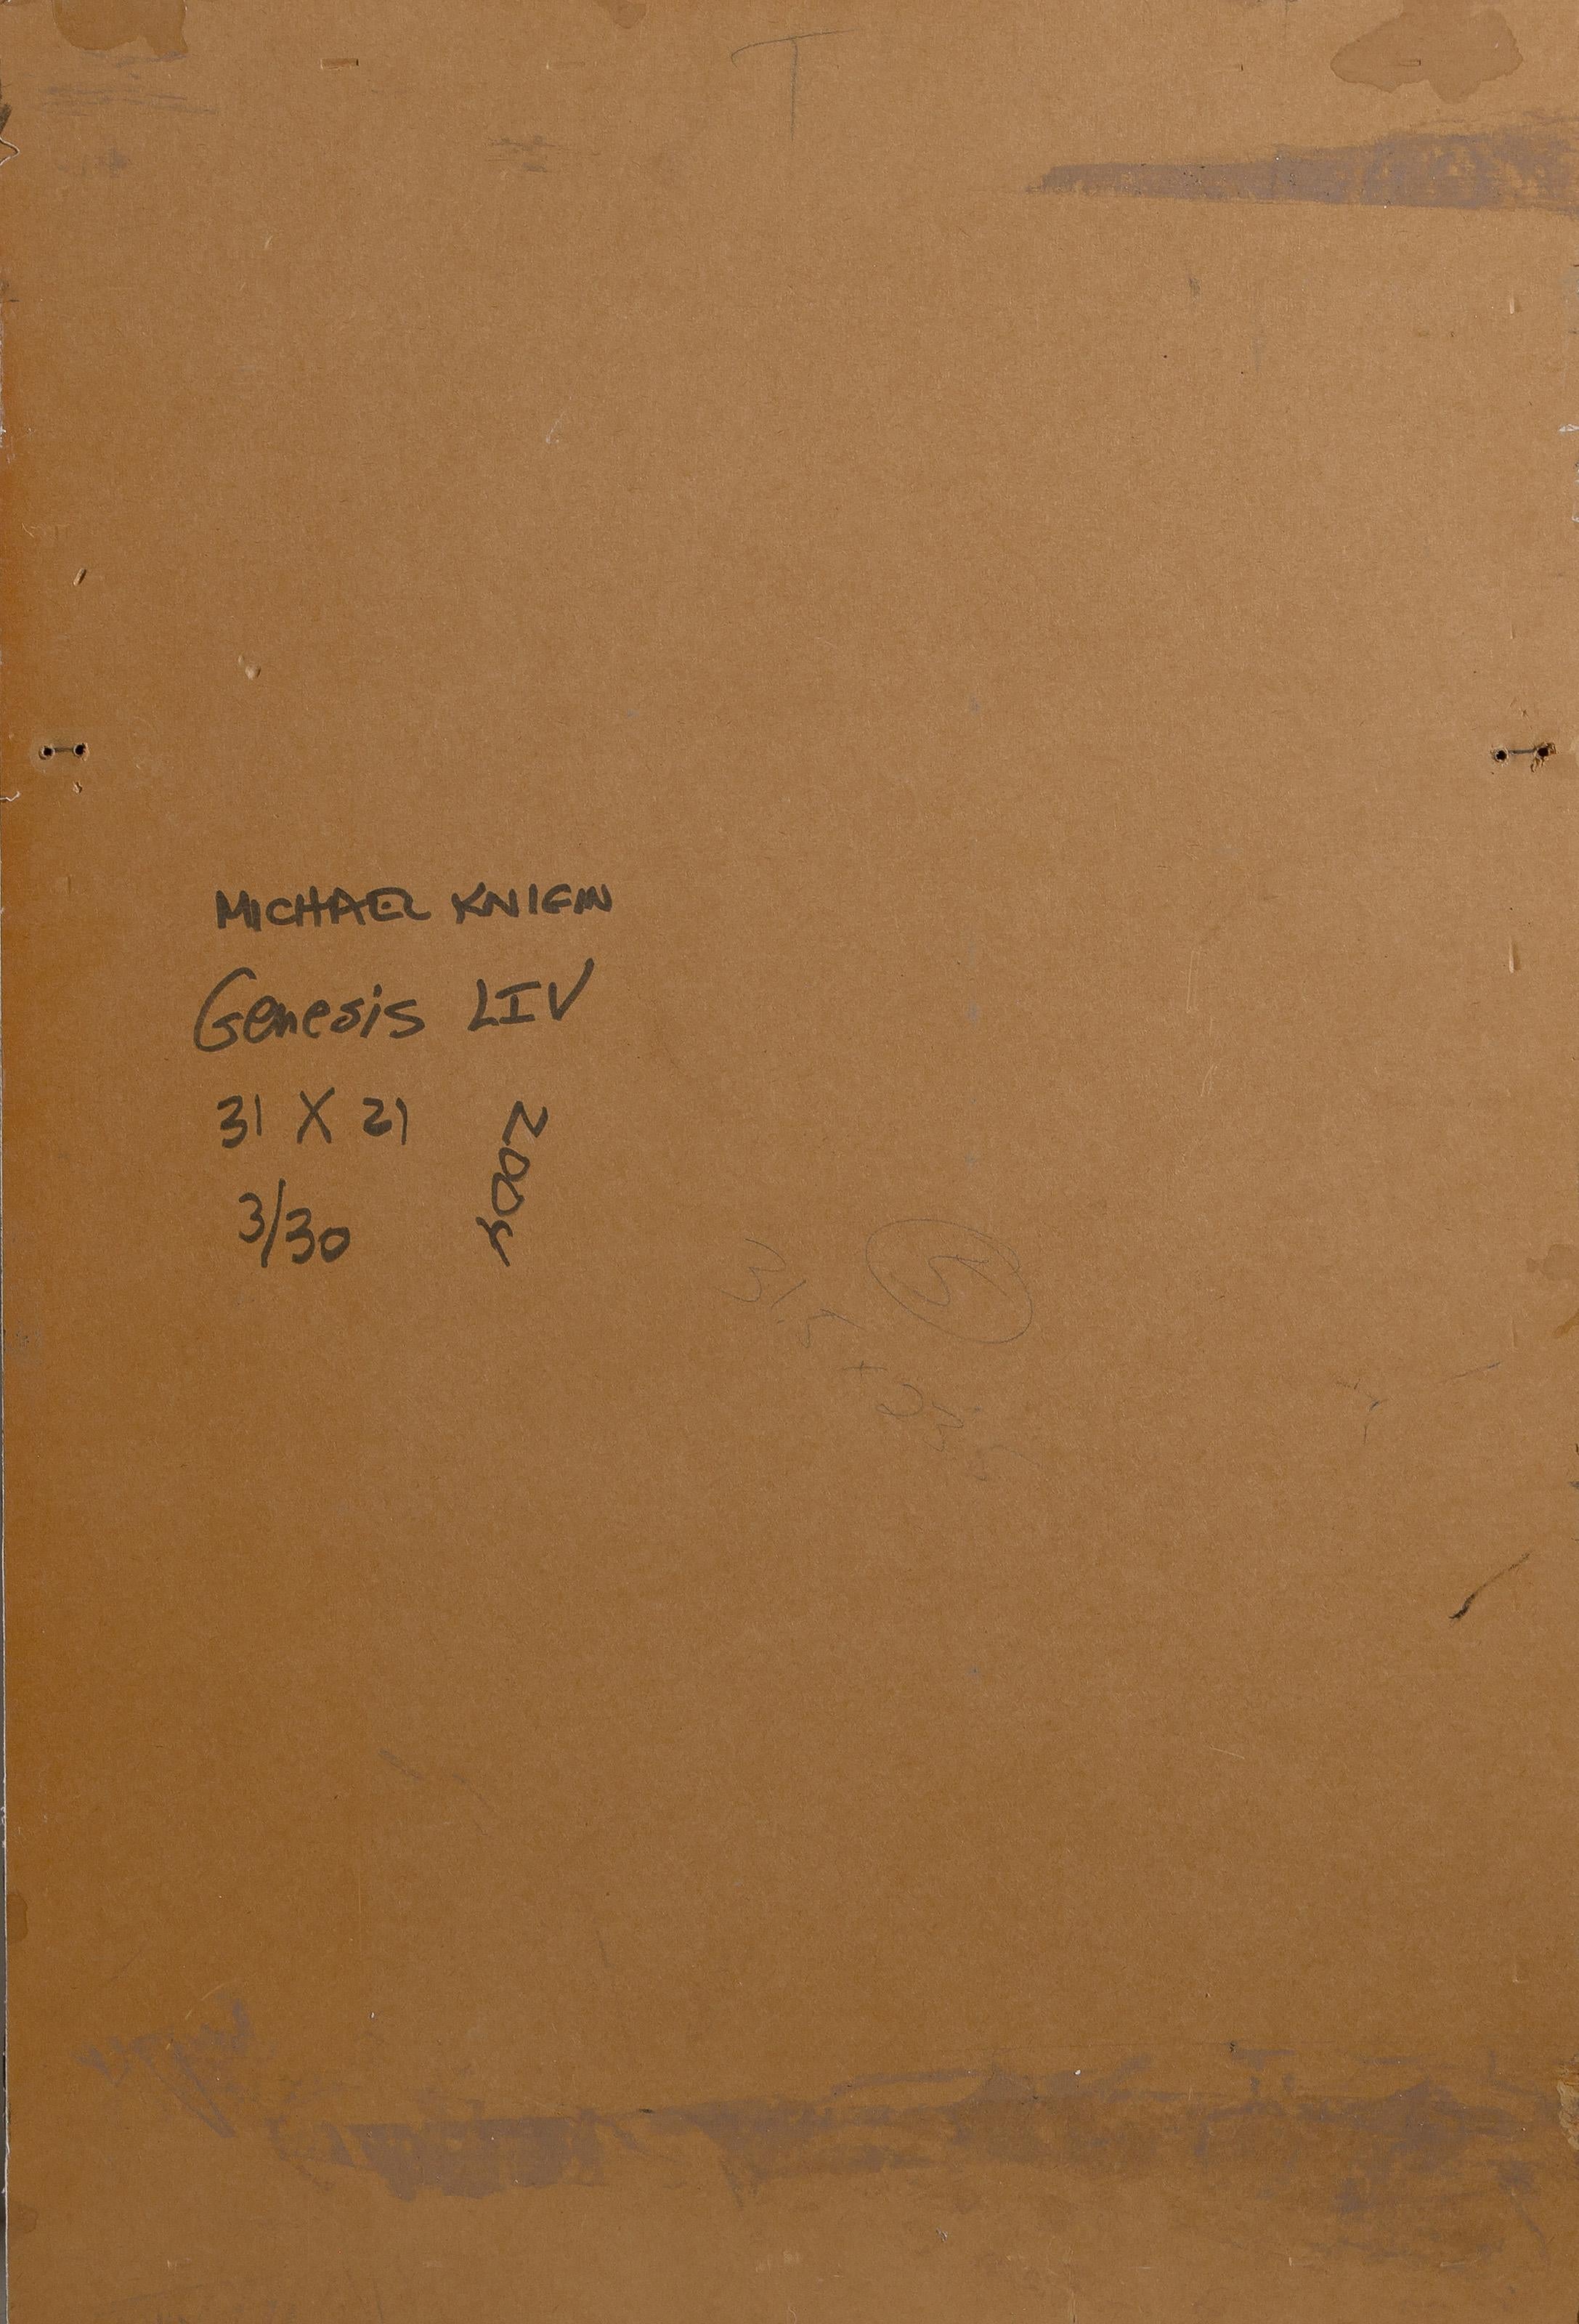 T
MICHAEL KNIGIN
Genesis LIV
31 X 21
2004
3/30